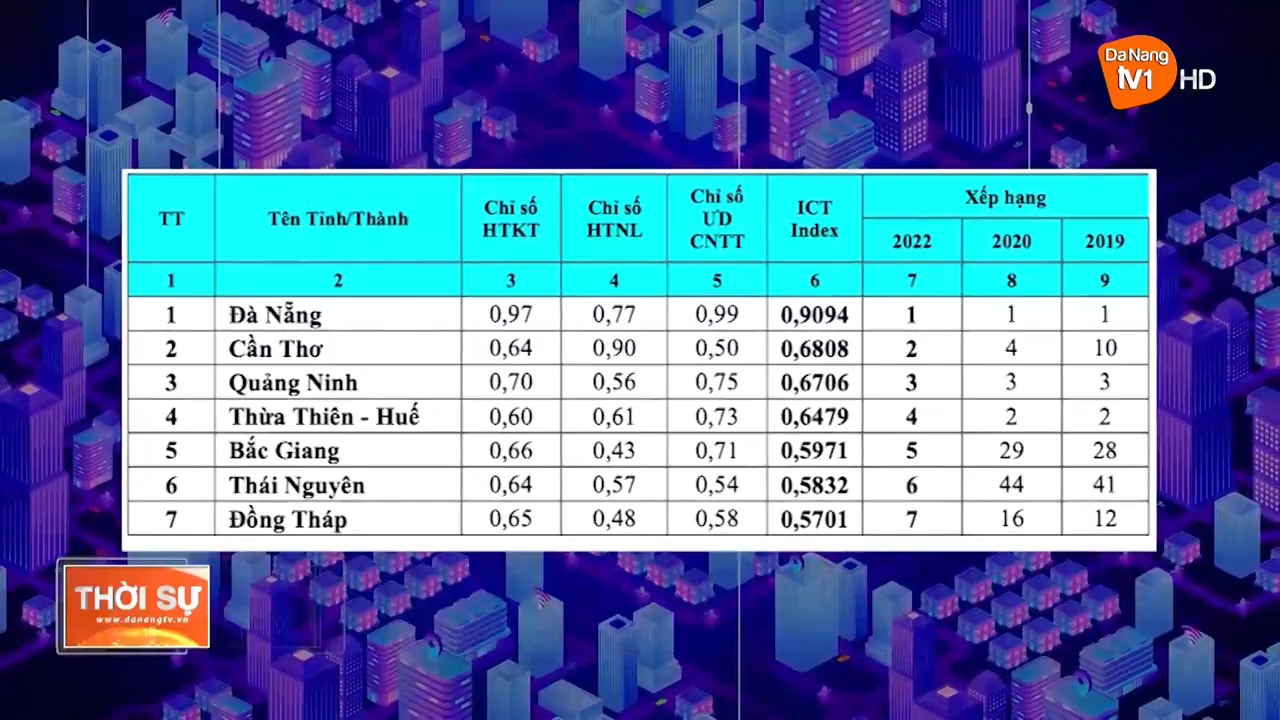 Da Nang
TV1 HD
TT Tên Tỉnh/Thành Chỉ số HTKT Chỉ số HTNL Chỉ số ƯD CNTT ICT Index Xếp hạng
2022 2020 2019
1 2 3 4 5 6 7 8 9
1 Đà Nẵng 0,97 0,77 0,99 0,9094 1 1 1
2 Cần Thơ 0,64 0,90 0,50 0,6808 2 4 10
3 Quảng Ninh 0,70 0,56 0,75 0,6706 3 3 3
4 Thừa Thiên - Huế 0,60 0,61 0,73 0,6479 4 2 2
5 Bắc Giang 0,66 0,43 0,71 0,5971 5 29 28
6 Thái Nguyên 0,64 0,57 0,54 0,5832 6 44 41
7 Đồng Tháp 0,65 0,48 0,58 0,5701 7 16 12
THỜI SỰ
www.danangtv.vn